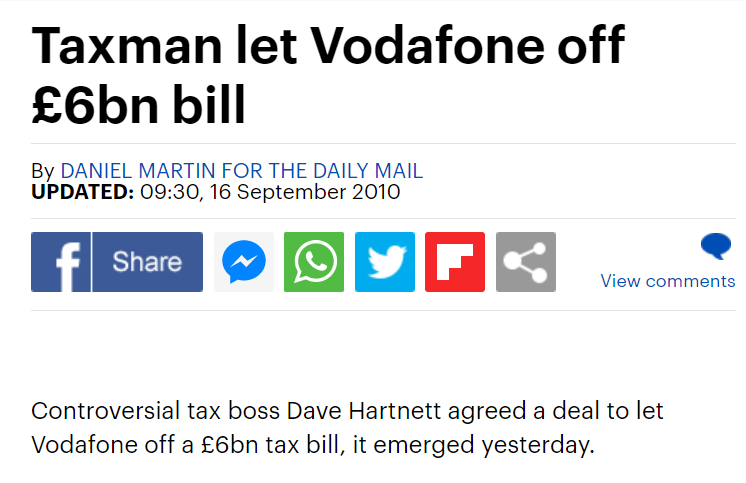 Taxman let Vodafone off
£6bn bill
By DANIEL MARTIN FOR THE DAILY MAIL
UPDATED: 09:30, 16 September 2010
Share
View comments
Controversial tax boss Dave Hartnett agreed a deal to let
Vodafone off a £6bn tax bill, it emerged yesterday.